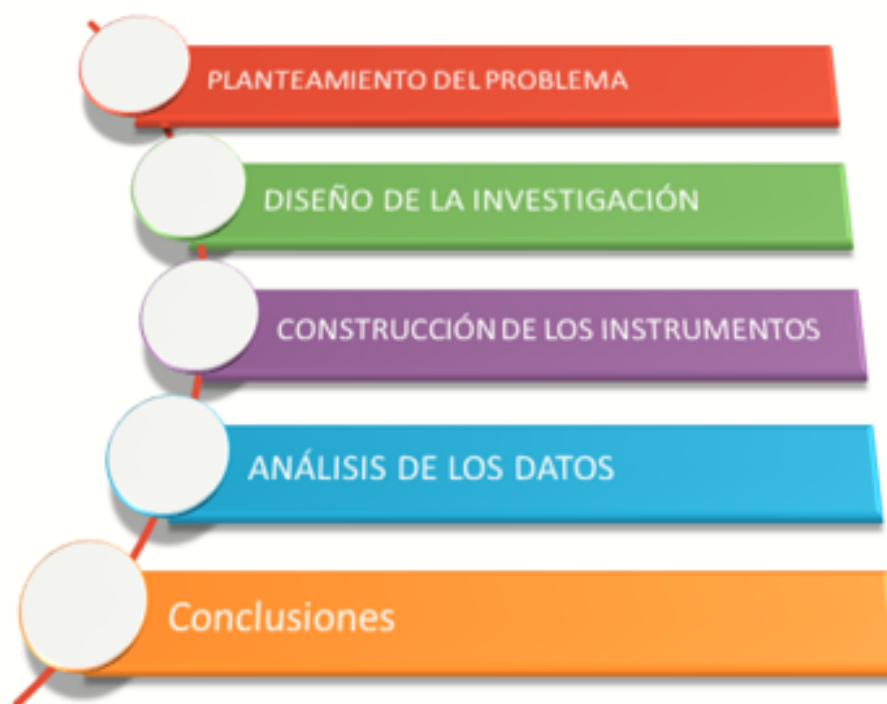 PLANTEAMIENTO DEL PROBLEMA
DISEÑO DE LA INVESTIGACIÓN
CONSTRUCCIÓN DE LOS INSTRUMENTOS
ANÁLISIS DE LOS DATOS
Conclusiones